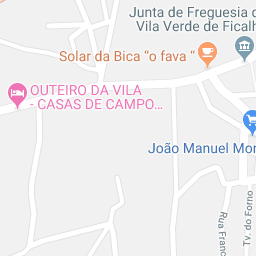 Junta de Freguesia d
Vila Verde de Ficalh
Solar da Bica “o fava “
OUTEIRO DA VILA
- CASAS DE CAMPO...
João Manuel Mor
Rua Franc
Tv. do Forno